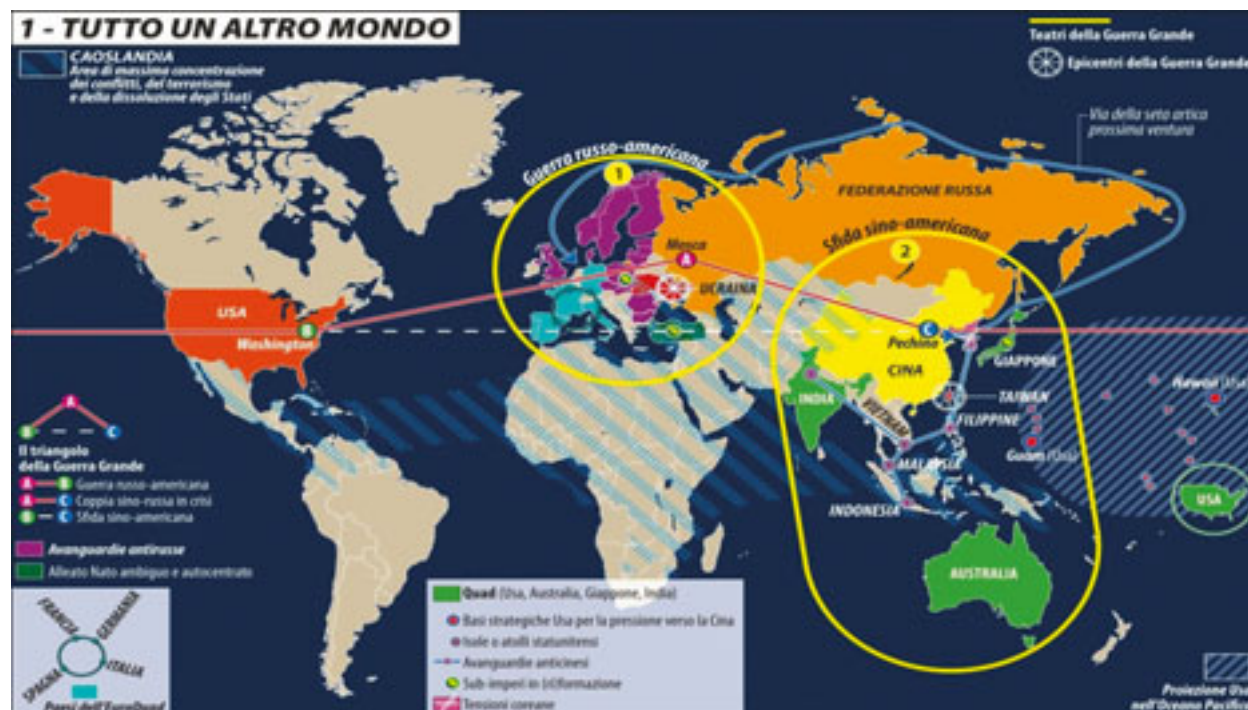 1 - TUTTO UN ALTRO MONDO
CAOSLANDIA
Area di massima concentrazione
dei conflitti, del terrorismo
e della dissoluzione degli Stati
Teatri della Guerra Grande
Epicentri della Guerra Grande
Via della seta artica
prossima ventura
Guerra russo-americana
1
FEDERAZIONE RUSSA
Sfida sino-americana
2
Mosca
A
UCRAINA
USA
B
Washington
Pechino
C
CINA
GIAPPONE
INDIA
VIETNAM
TAIWAN
FILIPPINE
MALAYSIA
INDONESIA
Hawaii (Usa)
Guam (Usa)
USA
AUSTRALIA
A
B
C
Il triangolo
della Guerra Grande
A B Guerra russo-americana
A C Coppia sino-russa in crisi
B C Sfida sino-americana
Avanguardie antirusse
Alleato Nato ambiguo e autocentrato
FRANCIA
GERMANIA
SPAGNA
ITALIA
Paesi dell'EuroQuad
Quad (Usa, Australia, Giappone, India)
Basi strategiche Usa per la pressione verso la Cina
Isole o atolli statunitensi
Avanguardie anticinesi
Sub-imperi in (ri)formazione
Tensioni coreane
Proiezione Usa
nell'Oceano Pacifico